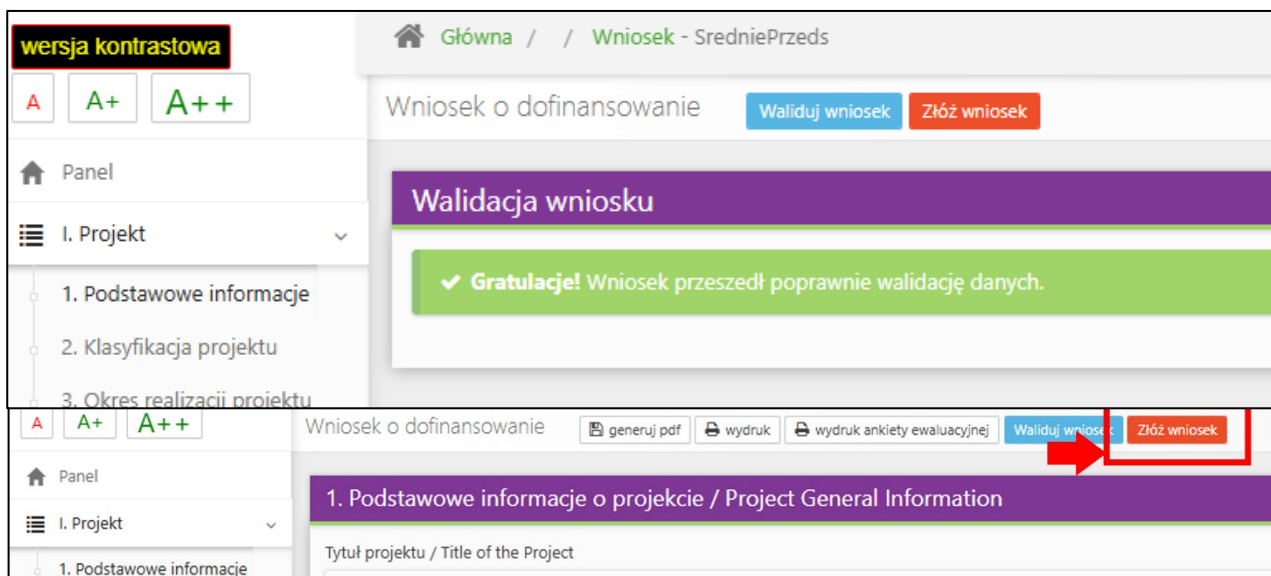 wersja kontrastowa
A A+ A++
Główna / / Wniosek - SredniePrzeds
Wniosek o dofinansowanie Waliduj wniosek Złóż wniosek
Panel
I. Projekt
1. Podstawowe informacje
2. Klasyfikacja projektu
3. Okres realizacji projektu
Walidacja wniosku
Gratulacje! Wniosek przeszedł poprawnie walidację danych.
A A+ A++
Wniosek o dofinansowanie generuj pdf wydruk wydruk ankiety ewaluacyjnej Waliduj wniosek Złóż wniosek
Panel
I. Projekt
1. Podstawowe informacje
1. Podstawowe informacje o projekcie / Project General Information
Tytuł projektu / Title of the Project